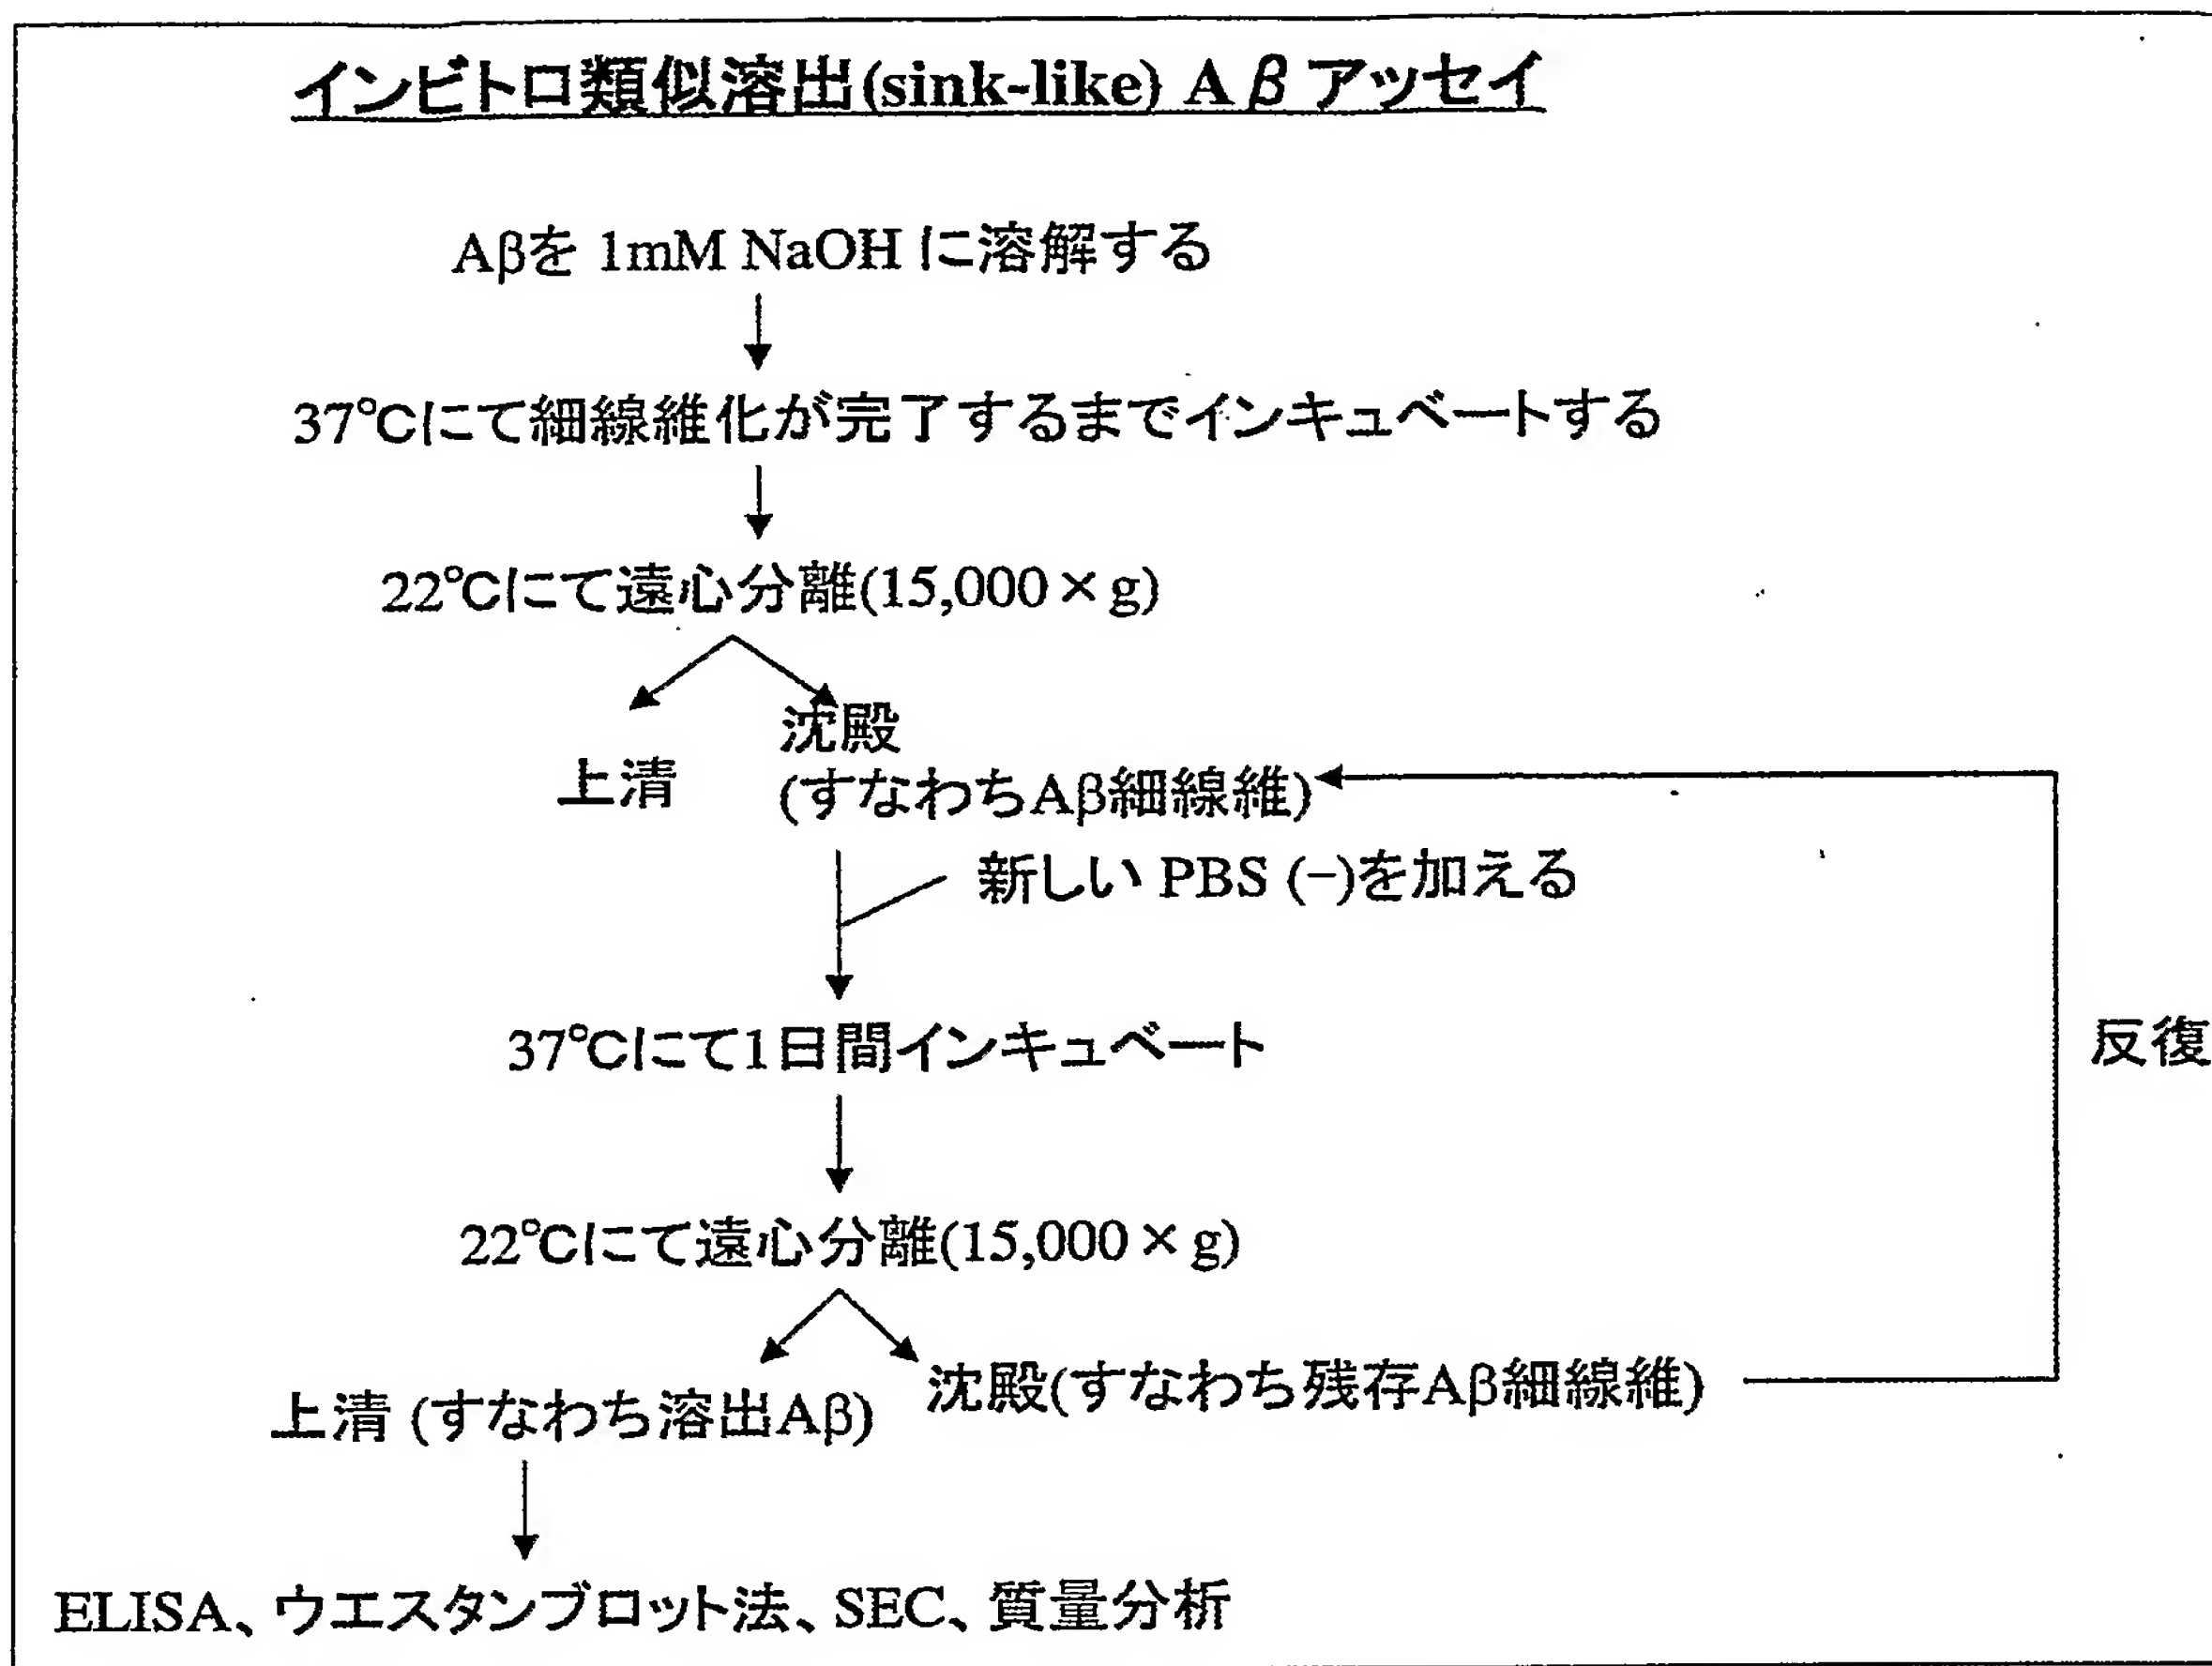 インビトロ類似溶出(sink-like) Aβ アッセイ
Aβを 1mM NaOH に溶解する
37℃にて細線維化が完了するまでインキュベートする
22℃にて遠心分離(15,000×g)
沈殿
上清
(すなわちAβ細線維)
新しい PBS (−)を加える
37℃にて1日間インキュベート
反復
22℃にて遠心分離(15,000×g)
上清 (すなわち溶出Aβ)
沈殿(すなわち残存Aβ細線維)
ELISA、ウエスタンブロット法、SEC、質量分析